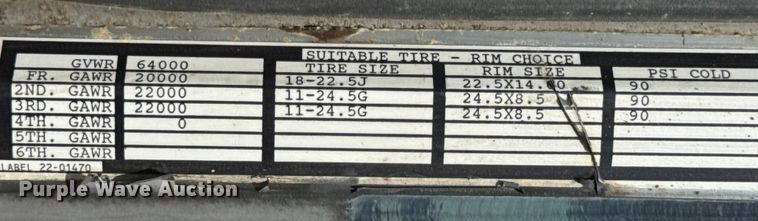 SUITABLE TIRE - RIM CHOICE
GVWR 64000 TIRE SIZE RIM SIZE PSI COLD
FR. GAWR 20000 18-22.5J 22.5X14.00 90
2ND. GAWR 22000 11-24.5G 24.5X8.5 90
3RD. GAWR 22000 11-24.5G 24.5X8.5 90
4TH. GAWR 0
5TH. GAWR
6TH. GAWR
LABEL 22-01470
Purple Wave Auction